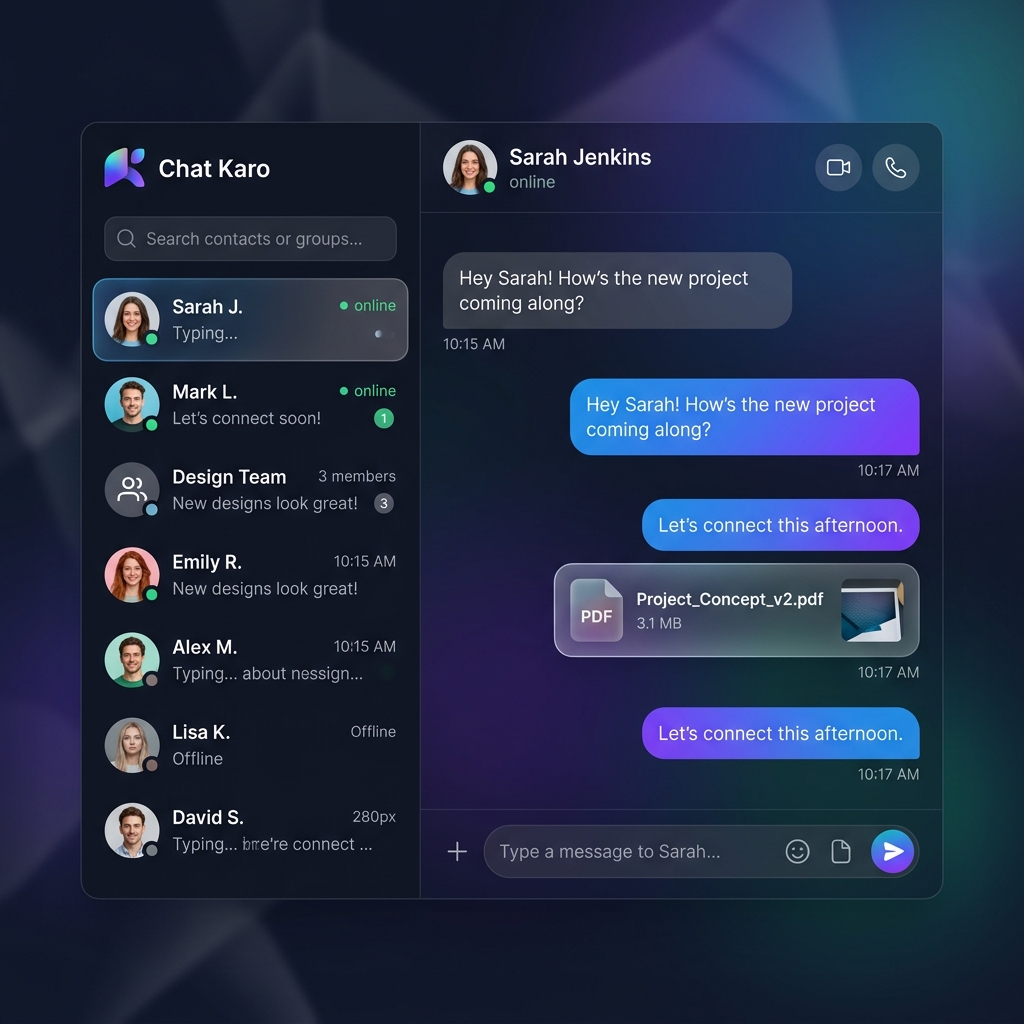 Chat Karo
Search contacts or groups...
Sarah J.
online
Typing...
Mark L.
online
Let's connect soon!
1
Design Team
3 members
New designs look great!
3
Emily R.
10:15 AM
New designs look great!
Alex M.
10:15 AM
Typing... about nessign...
Lisa K.
Offline
Offline
David S.
280px
Typing... connect ...
Sarah Jenkins
online
Hey Sarah! How's the new project
coming along?
10:15 AM
Hey Sarah! How's the new project
coming along?
10:17 AM
Let's connect this afternoon.
PDF
Project_Concept_v2.pdf
3.1 MB
10:17 AM
Let's connect this afternoon.
10:17 AM
Type a message to Sarah...